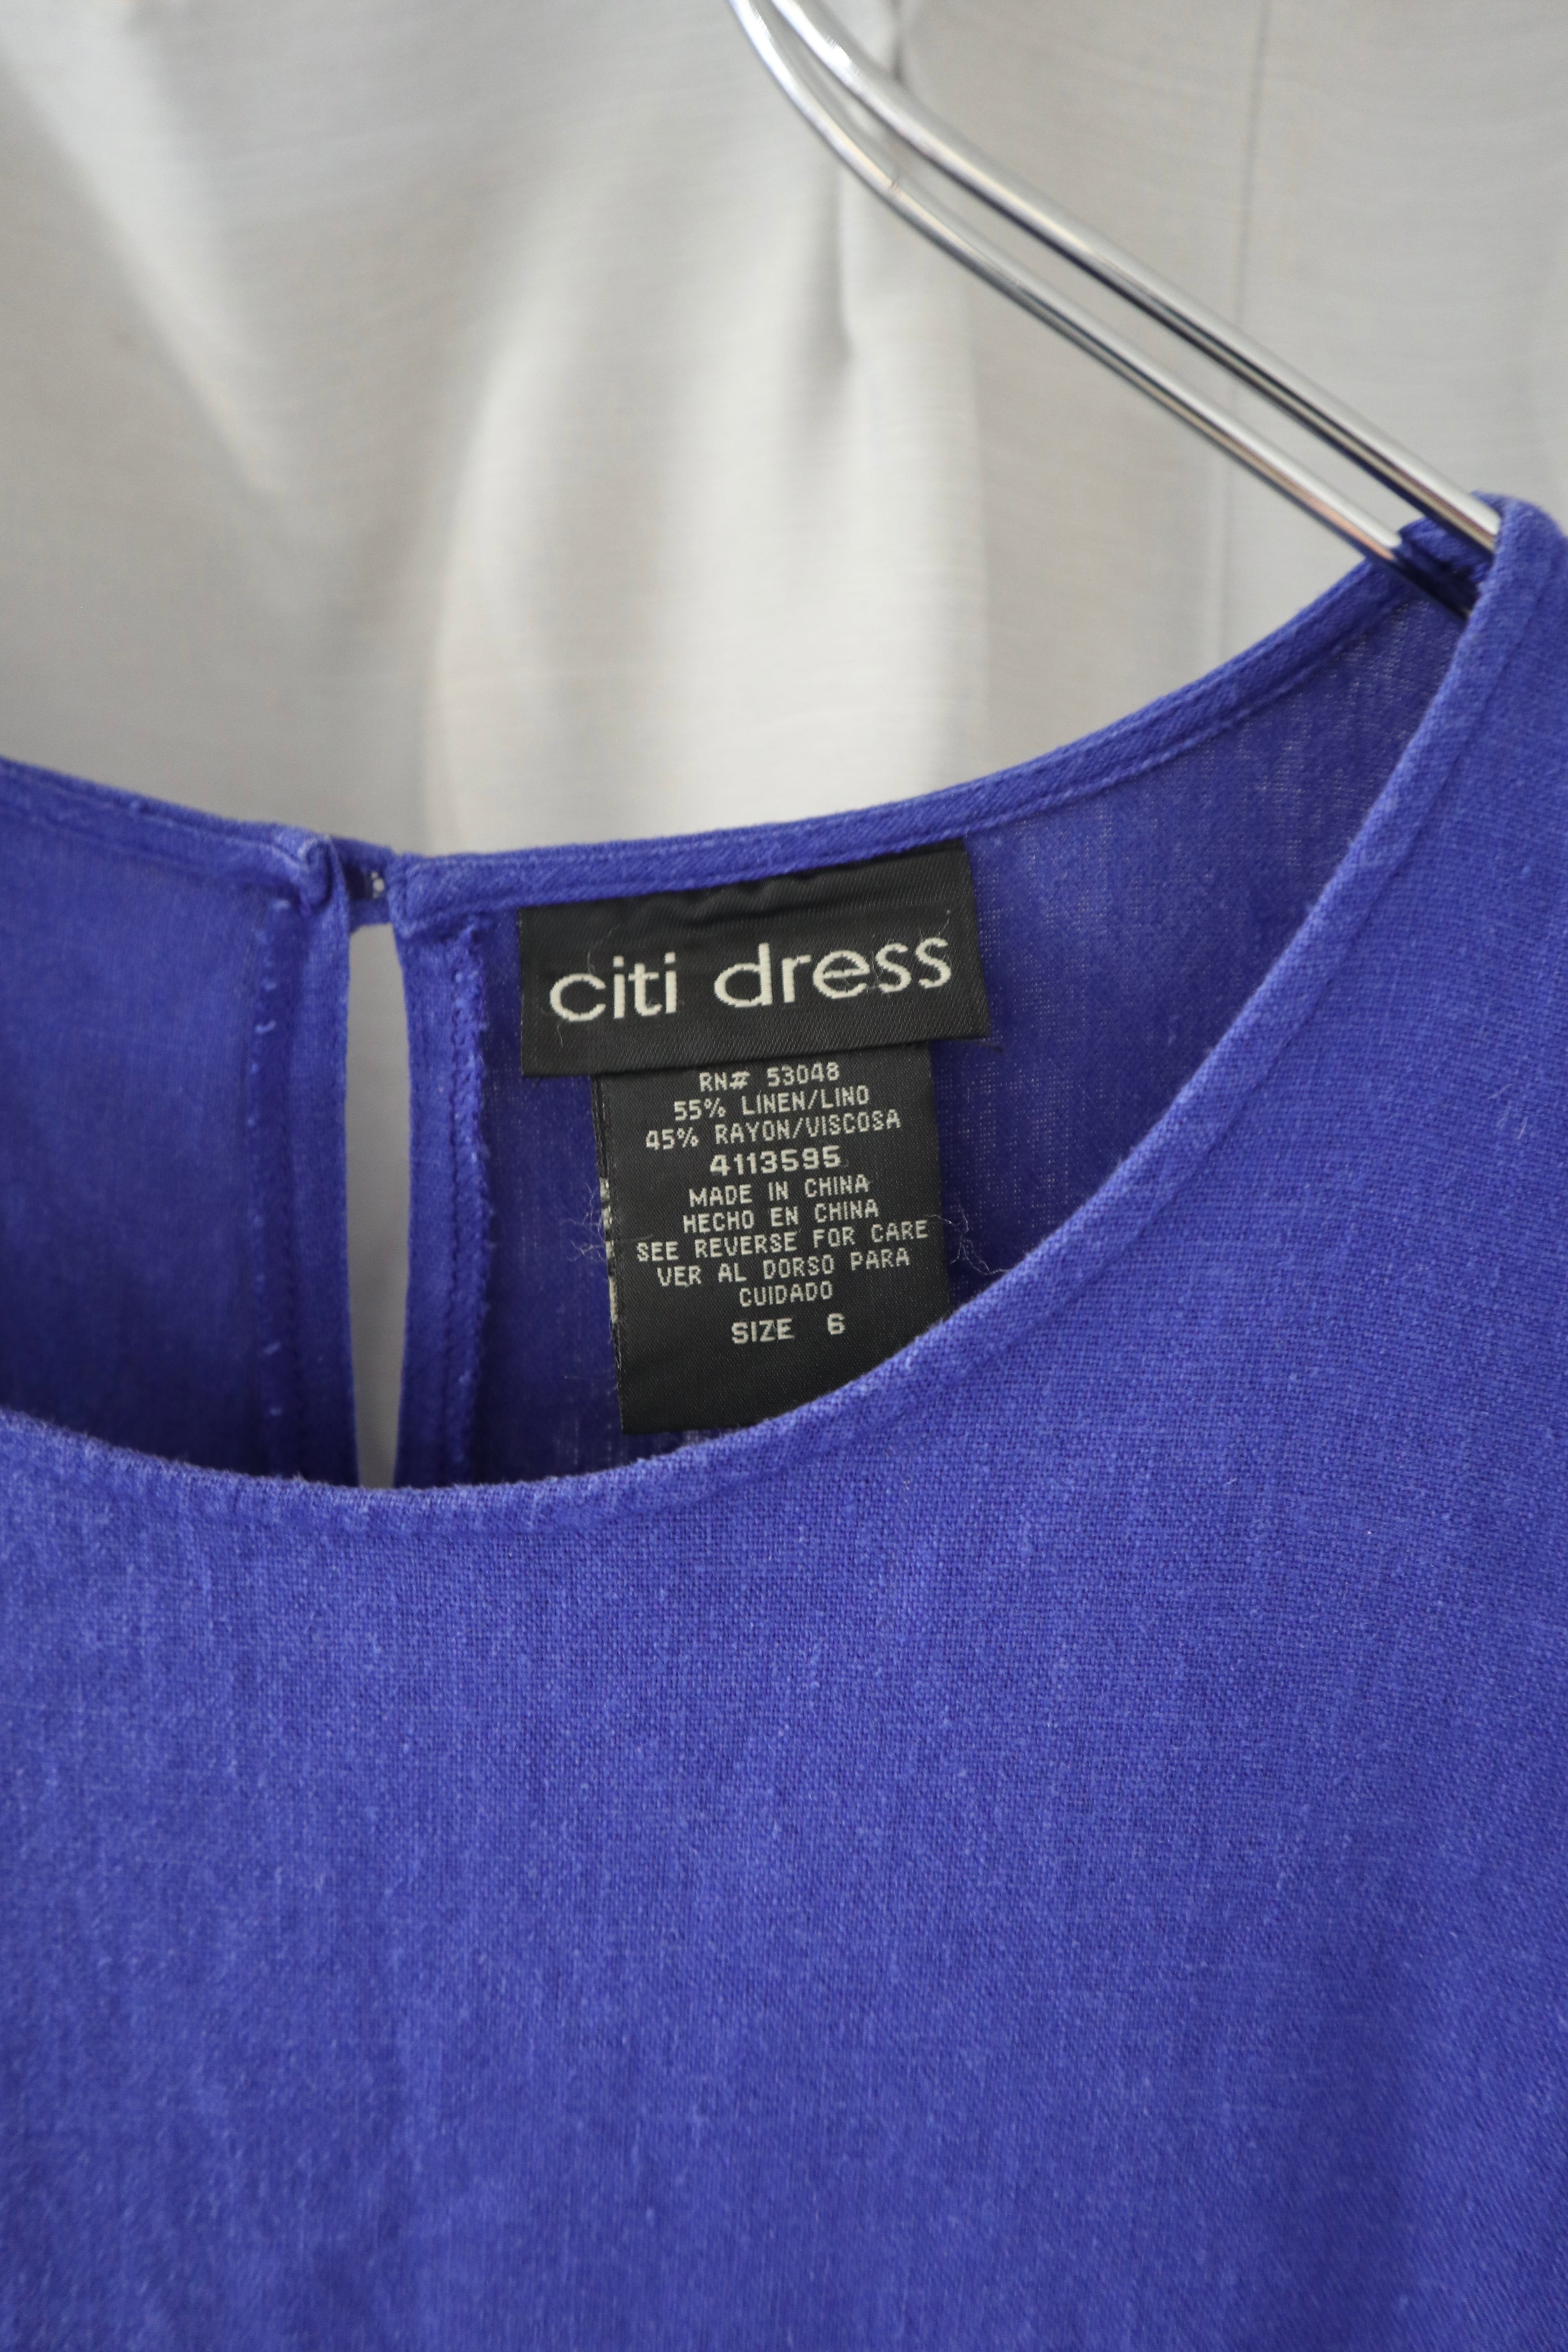 citi dress
RN# 53048
55% LINEN/LINO
45% RAYON/VISCOSA
4113595
MADE IN CHINA
HECHO EN CHINA
SEE REVERSE FOR CARE
VER AL DORSO PARA
CUIDADO
SIZE 6